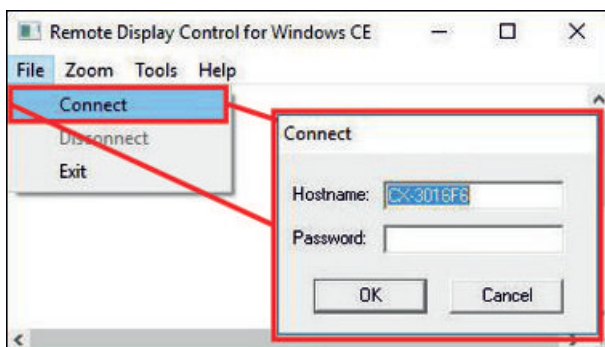 Remote Display Control for Windows CE
File Zoom Tools Help
Connect
Disconnect
Exit
Connect
Hostname: CX-3016F6
Password:
OK Cancel